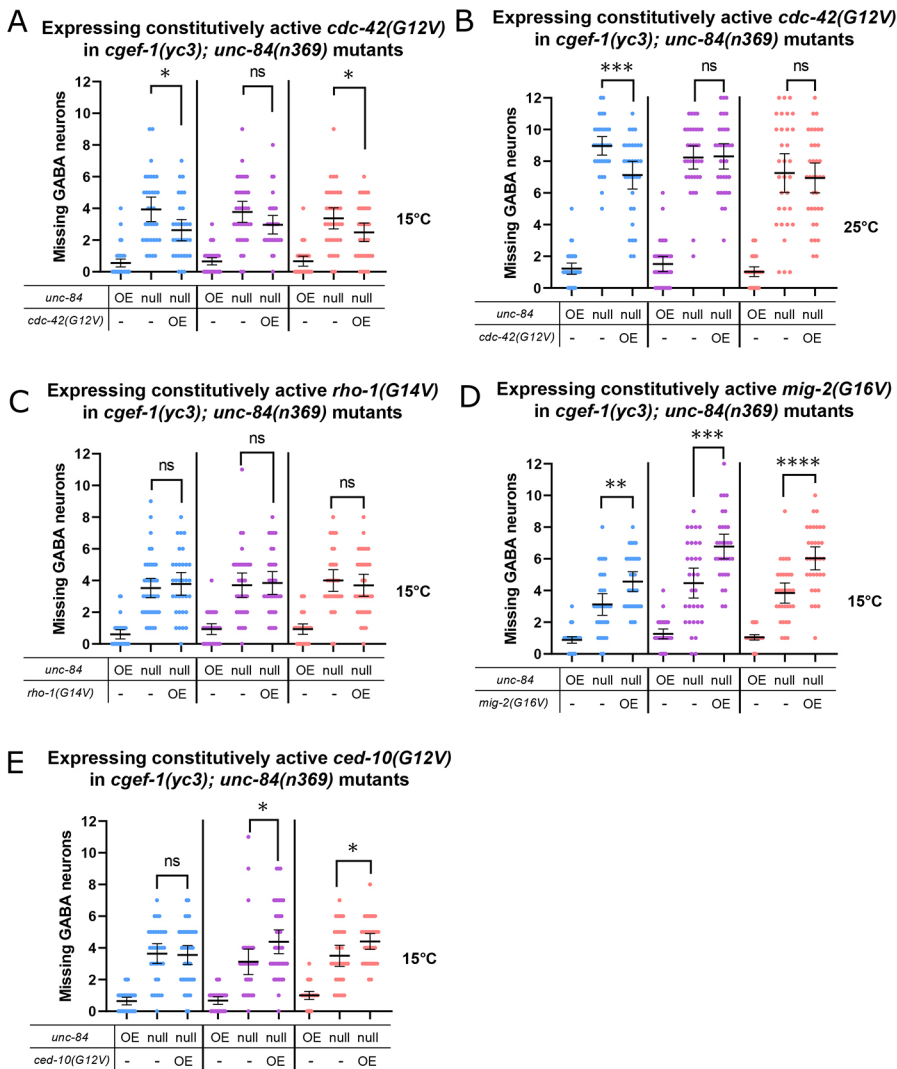 A
Expressing constitutively active cdc-42(G12V)
in cgef-1(yc3); unc-84(n369) mutants
* ns *
12
10
8
6
4
2
0
Missing GABA neurons
15°C
unc-84 OE null null OE null null OE null null
cdc-42(G12V) - - OE - - OE - - OE
B
Expressing constitutively active cdc-42(G12V)
in cgef-1(yc3); unc-84(n369) mutants
*** ns ns
12
10
8
6
4
2
0
Missing GABA neurons
25°C
unc-84 OE null null OE null null OE null null
cdc-42(G12V) - - OE - - OE - - OE
C
Expressing constitutively active rho-1(G14V)
in cgef-1(yc3); unc-84(n369) mutants
ns ns ns
12
10
8
6
4
2
0
Missing GABA neurons
15°C
unc-84 OE null null OE null null OE null null
rho-1(G14V) - - OE - - OE - - OE
D
Expressing constitutively active mig-2(G16V)
in cgef-1(yc3); unc-84(n369) mutants
** *** ****
12
10
8
6
4
2
0
Missing GABA neurons
15°C
unc-84 OE null null OE null null OE null null
mig-2(G16V) - - OE - - OE - - OE
E
Expressing constitutively active ced-10(G12V)
in cgef-1(yc3); unc-84(n369) mutants
ns * *
12
10
8
6
4
2
0
Missing GABA neurons
15°C
unc-84 OE null null OE null null OE null null
ced-10(G12V) - - OE - - OE - - OE